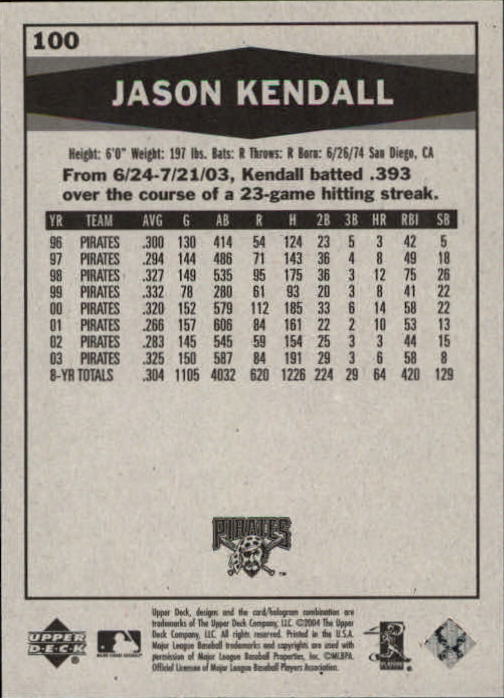 100
JASON KENDALL
Height: 6'0" Weight: 197 lbs. Bats: R Throws: R Born: 6/26/74 San Diego, CA
From 6/24-7/21/03, Kendall batted .393
over the course of a 23-game hitting streak.
YR TEAM AVG G AB R H 2B 3B HR RBI SB
96 PIRATES .300 130 414 54 124 23 5 3 42 5
97 PIRATES .294 144 486 71 143 36 4 8 49 18
98 PIRATES .327 149 535 95 175 36 3 12 75 26
99 PIRATES .332 78 280 61 93 20 3 8 41 22
00 PIRATES .320 152 579 112 185 33 6 14 58 22
01 PIRATES .266 157 606 84 161 22 2 10 53 13
02 PIRATES .283 145 545 59 154 25 3 3 44 15
03 PIRATES .325 150 587 84 191 29 3 6 58 8
8-YR TOTALS .304 1105 4032 620 1226 224 29 64 420 129
PIRATES
™
Upper Deck, designs and the card/hologram combination are
trademarks of The Upper Deck Company, LLC. ©2004 The Upper
Deck Company, LLC. All rights reserved. Printed in the U.S.A.
Major League Baseball trademarks and copyrights are used with
permission of Major League Baseball Properties, Inc. ©MLBPA
Official Licensee of Major League Baseball Players Association.
UPPER
DECK